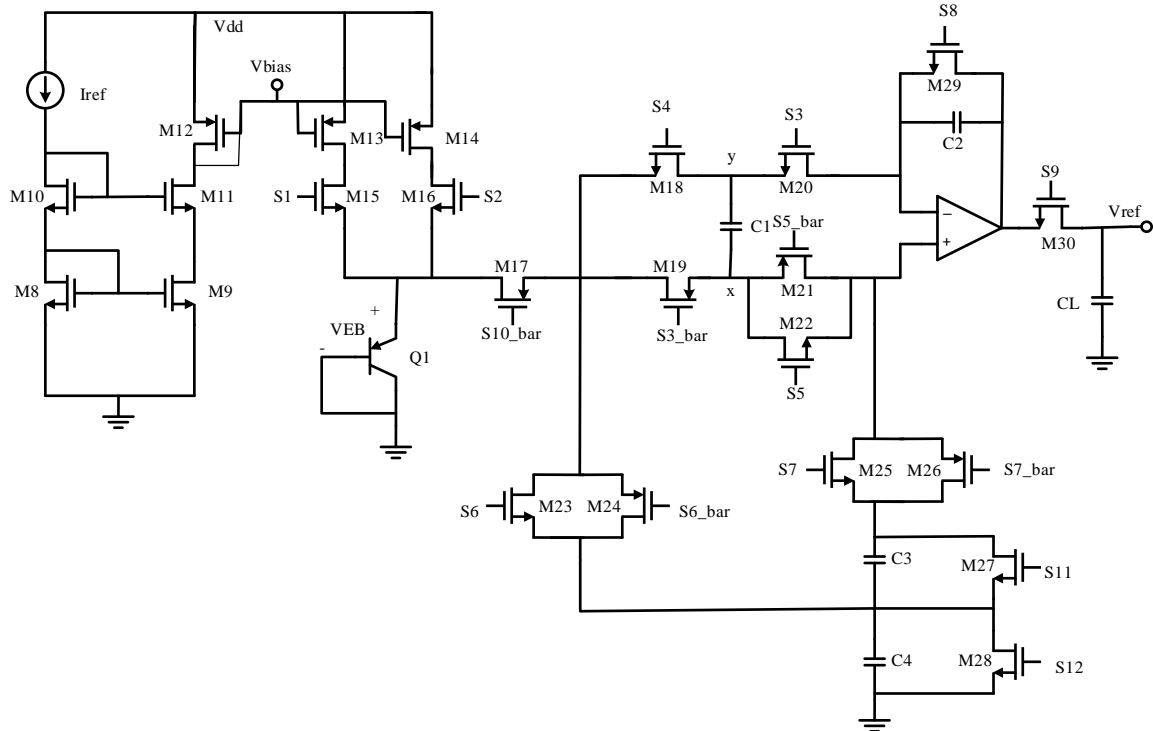 S8
Vdd
Vbias
Iref
M29
S4
S3
M12
M13
M14
C2
y
M18
M20
S9
M10
M11
S1
M15
M16
S2
C1
S5_bar
−
+
Vref
M30
M17
M19
x
M21
M8
M9
+
CL
M22
VEB
S10_bar
S3_bar
-
Q1
S5
S7
M25
M26
S7_bar
S6
M23
M24
S6_bar
C3
M27
S11
C4
M28
S12